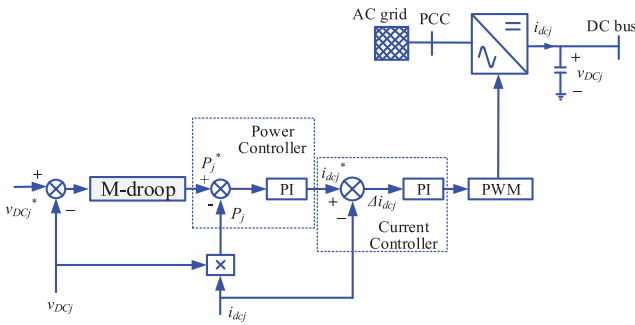 AC grid
PCC
i_dcj
DC bus
+
v_DCj
−
Power
Controller
P_j*
+
-
P_j
PI
i_dcj*
+
−
Δi_dcj
PI
PWM
Current
Controller
+
v_DCj*
−
M-droop
×
v_DCj
i_dcj